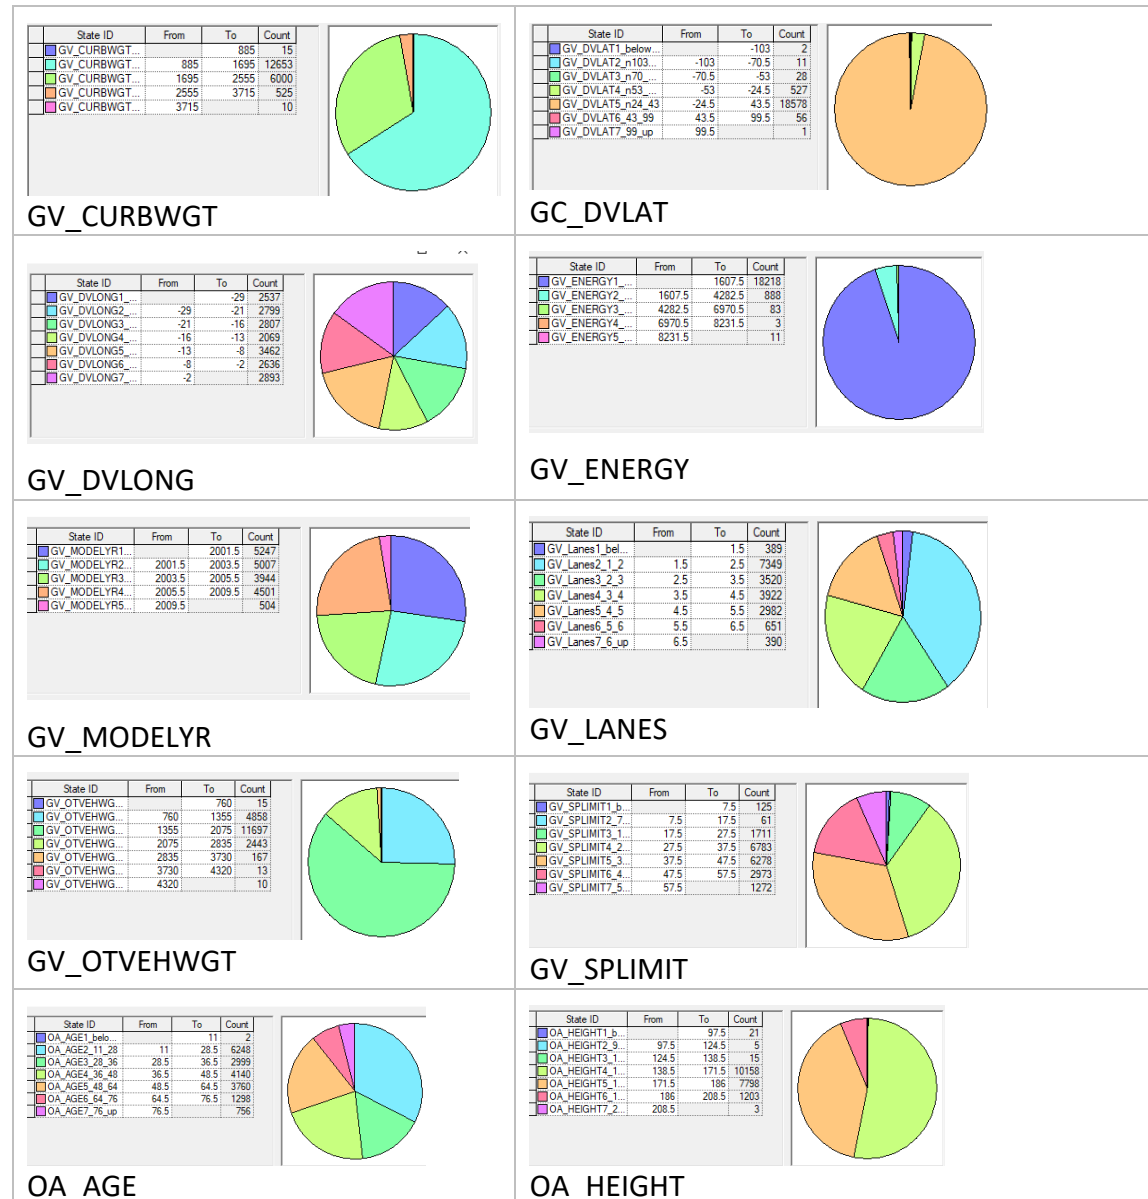 State ID From To Count
GV_CURBWGT... 885 15
GV_CURBWGT... 885 1695 12653
GV_CURBWGT... 1695 2555 6000
GV_CURBWGT... 2555 3715 525
GV_CURBWGT... 3715 10
GV_CURBWGT
State ID From To Count
GV_DVLAT1_below... -103 2
GV_DVLAT2_n103... -103 -70.5 11
GV_DVLAT3_n70_... -70.5 -53 28
GV_DVLAT4_n53_... -53 -24.5 527
GV_DVLAT5_n24_43 -24.5 43.5 18578
GV_DVLAT6_43_99 43.5 99.5 56
GV_DVLAT7_99_up 99.5 1
GC_DVLAT
State ID From To Count
GV_DVLONG1_... -29 2537
GV_DVLONG2_... -29 -21 2799
GV_DVLONG3_... -21 -16 2807
GV_DVLONG4_... -16 -13 2069
GV_DVLONG5_... -13 -8 3462
GV_DVLONG6_... -8 -2 2636
GV_DVLONG7_... -2 2893
GV_DVLONG
State ID From To Count
GV_ENERGY1_... 1607.5 18218
GV_ENERGY2_... 1607.5 4282.5 888
GV_ENERGY3_... 4282.5 6970.5 83
GV_ENERGY4_... 6970.5 8231.5 3
GV_ENERGY5_... 8231.5 11
GV_ENERGY
State ID From To Count
GV_MODELYR1... 2001.5 5247
GV_MODELYR2... 2001.5 2003.5 5007
GV_MODELYR3... 2003.5 2005.5 3944
GV_MODELYR4... 2005.5 2009.5 4501
GV_MODELYR5... 2009.5 504
GV_MODELYR
State ID From To Count
GV_Lanes1_bel... 1.5 389
GV_Lanes2_1_2 1.5 2.5 7349
GV_Lanes3_2_3 2.5 3.5 3520
GV_Lanes4_3_4 3.5 4.5 3922
GV_Lanes5_4_5 4.5 5.5 2982
GV_Lanes6_5_6 5.5 6.5 651
GV_Lanes7_6_up 6.5 390
GV_LANES
State ID From To Count
GV_OTVEHWG... 760 15
GV_OTVEHWG... 760 1355 4858
GV_OTVEHWG... 1355 2075 11697
GV_OTVEHWG... 2075 2835 2443
GV_OTVEHWG... 2835 3730 167
GV_OTVEHWG... 3730 4320 13
GV_OTVEHWG... 4320 10
GV_OTVEHWGT
State ID From To Count
GV_SPLIMIT1_b... 7.5 125
GV_SPLIMIT2_7... 7.5 17.5 61
GV_SPLIMIT3_1... 17.5 27.5 1711
GV_SPLIMIT4_2... 27.5 37.5 6783
GV_SPLIMIT5_3... 37.5 47.5 6278
GV_SPLIMIT6_4... 47.5 57.5 2973
GV_SPLIMIT7_5... 57.5 1272
GV_SPLIMIT
State ID From To Count
OA_AGE1_belo... 11 2
OA_AGE2_11_28 11 28.5 6248
OA_AGE3_28_36 28.5 36.5 2999
OA_AGE4_36_48 36.5 48.5 4140
OA_AGE5_48_64 48.5 64.5 3760
OA_AGE6_64_76 64.5 76.5 1298
OA_AGE7_76_up 76.5 756
OA_AGE
State ID From To Count
OA_HEIGHT1_b... 97.5 21
OA_HEIGHT2_9... 97.5 124.5 5
OA_HEIGHT3_1... 124.5 138.5 15
OA_HEIGHT4_1... 138.5 171.5 10158
OA_HEIGHT5_1... 171.5 186 7798
OA_HEIGHT6_1... 186 208.5 1203
OA_HEIGHT7_2... 208.5 3
OA_HEIGHT